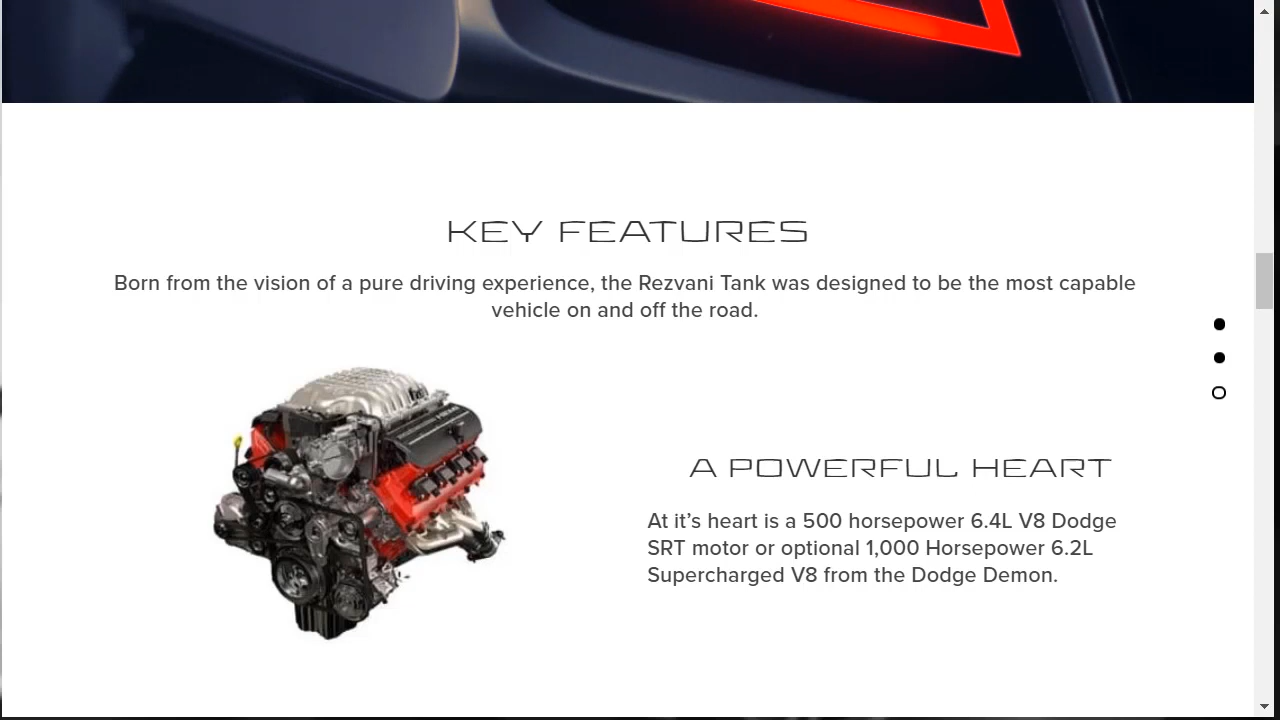 KEY FEATURES
Born from the vision of a pure driving experience, the Rezvani Tank was designed to be the most capable
vehicle on and off the road.
A POWERFUL HEART
At it’s heart is a 500 horsepower 6.4L V8 Dodge
SRT motor or optional 1,000 Horsepower 6.2L
Supercharged V8 from the Dodge Demon.